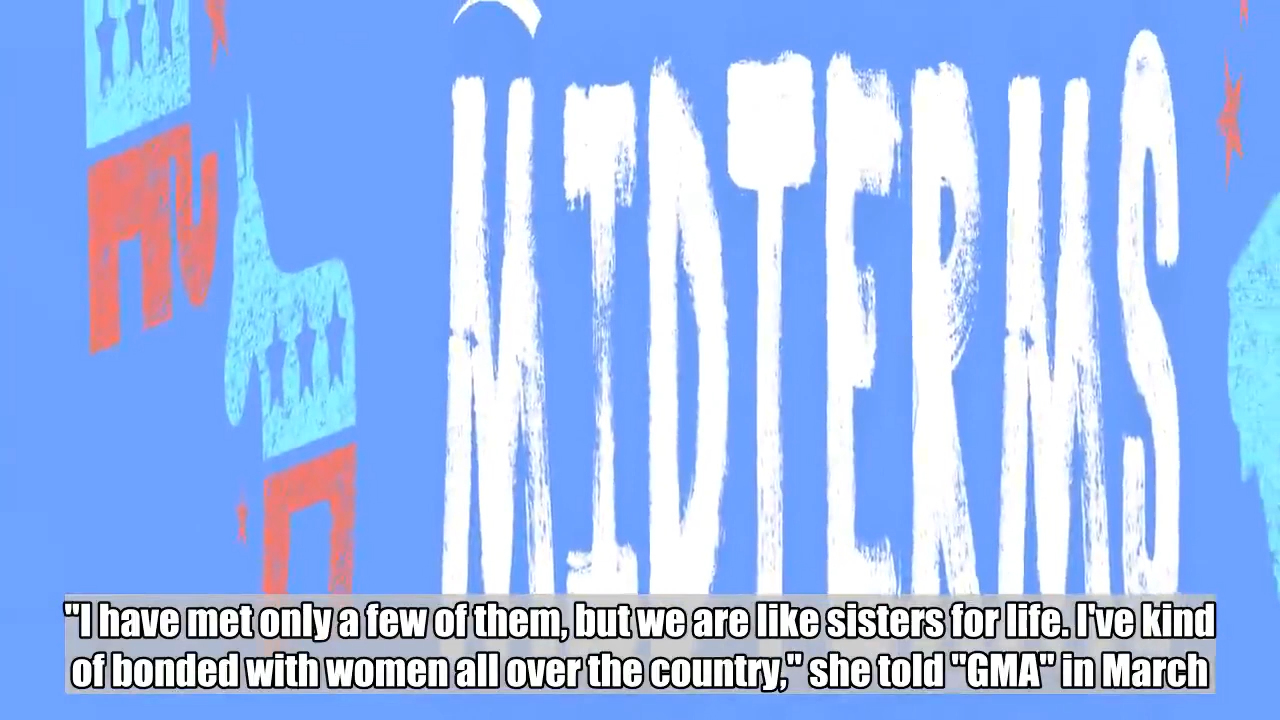 MIDTERMS
"I have met only a few of them, but we are like sisters for life. I've kind
of bonded with women all over the country," she told "GMA" in March